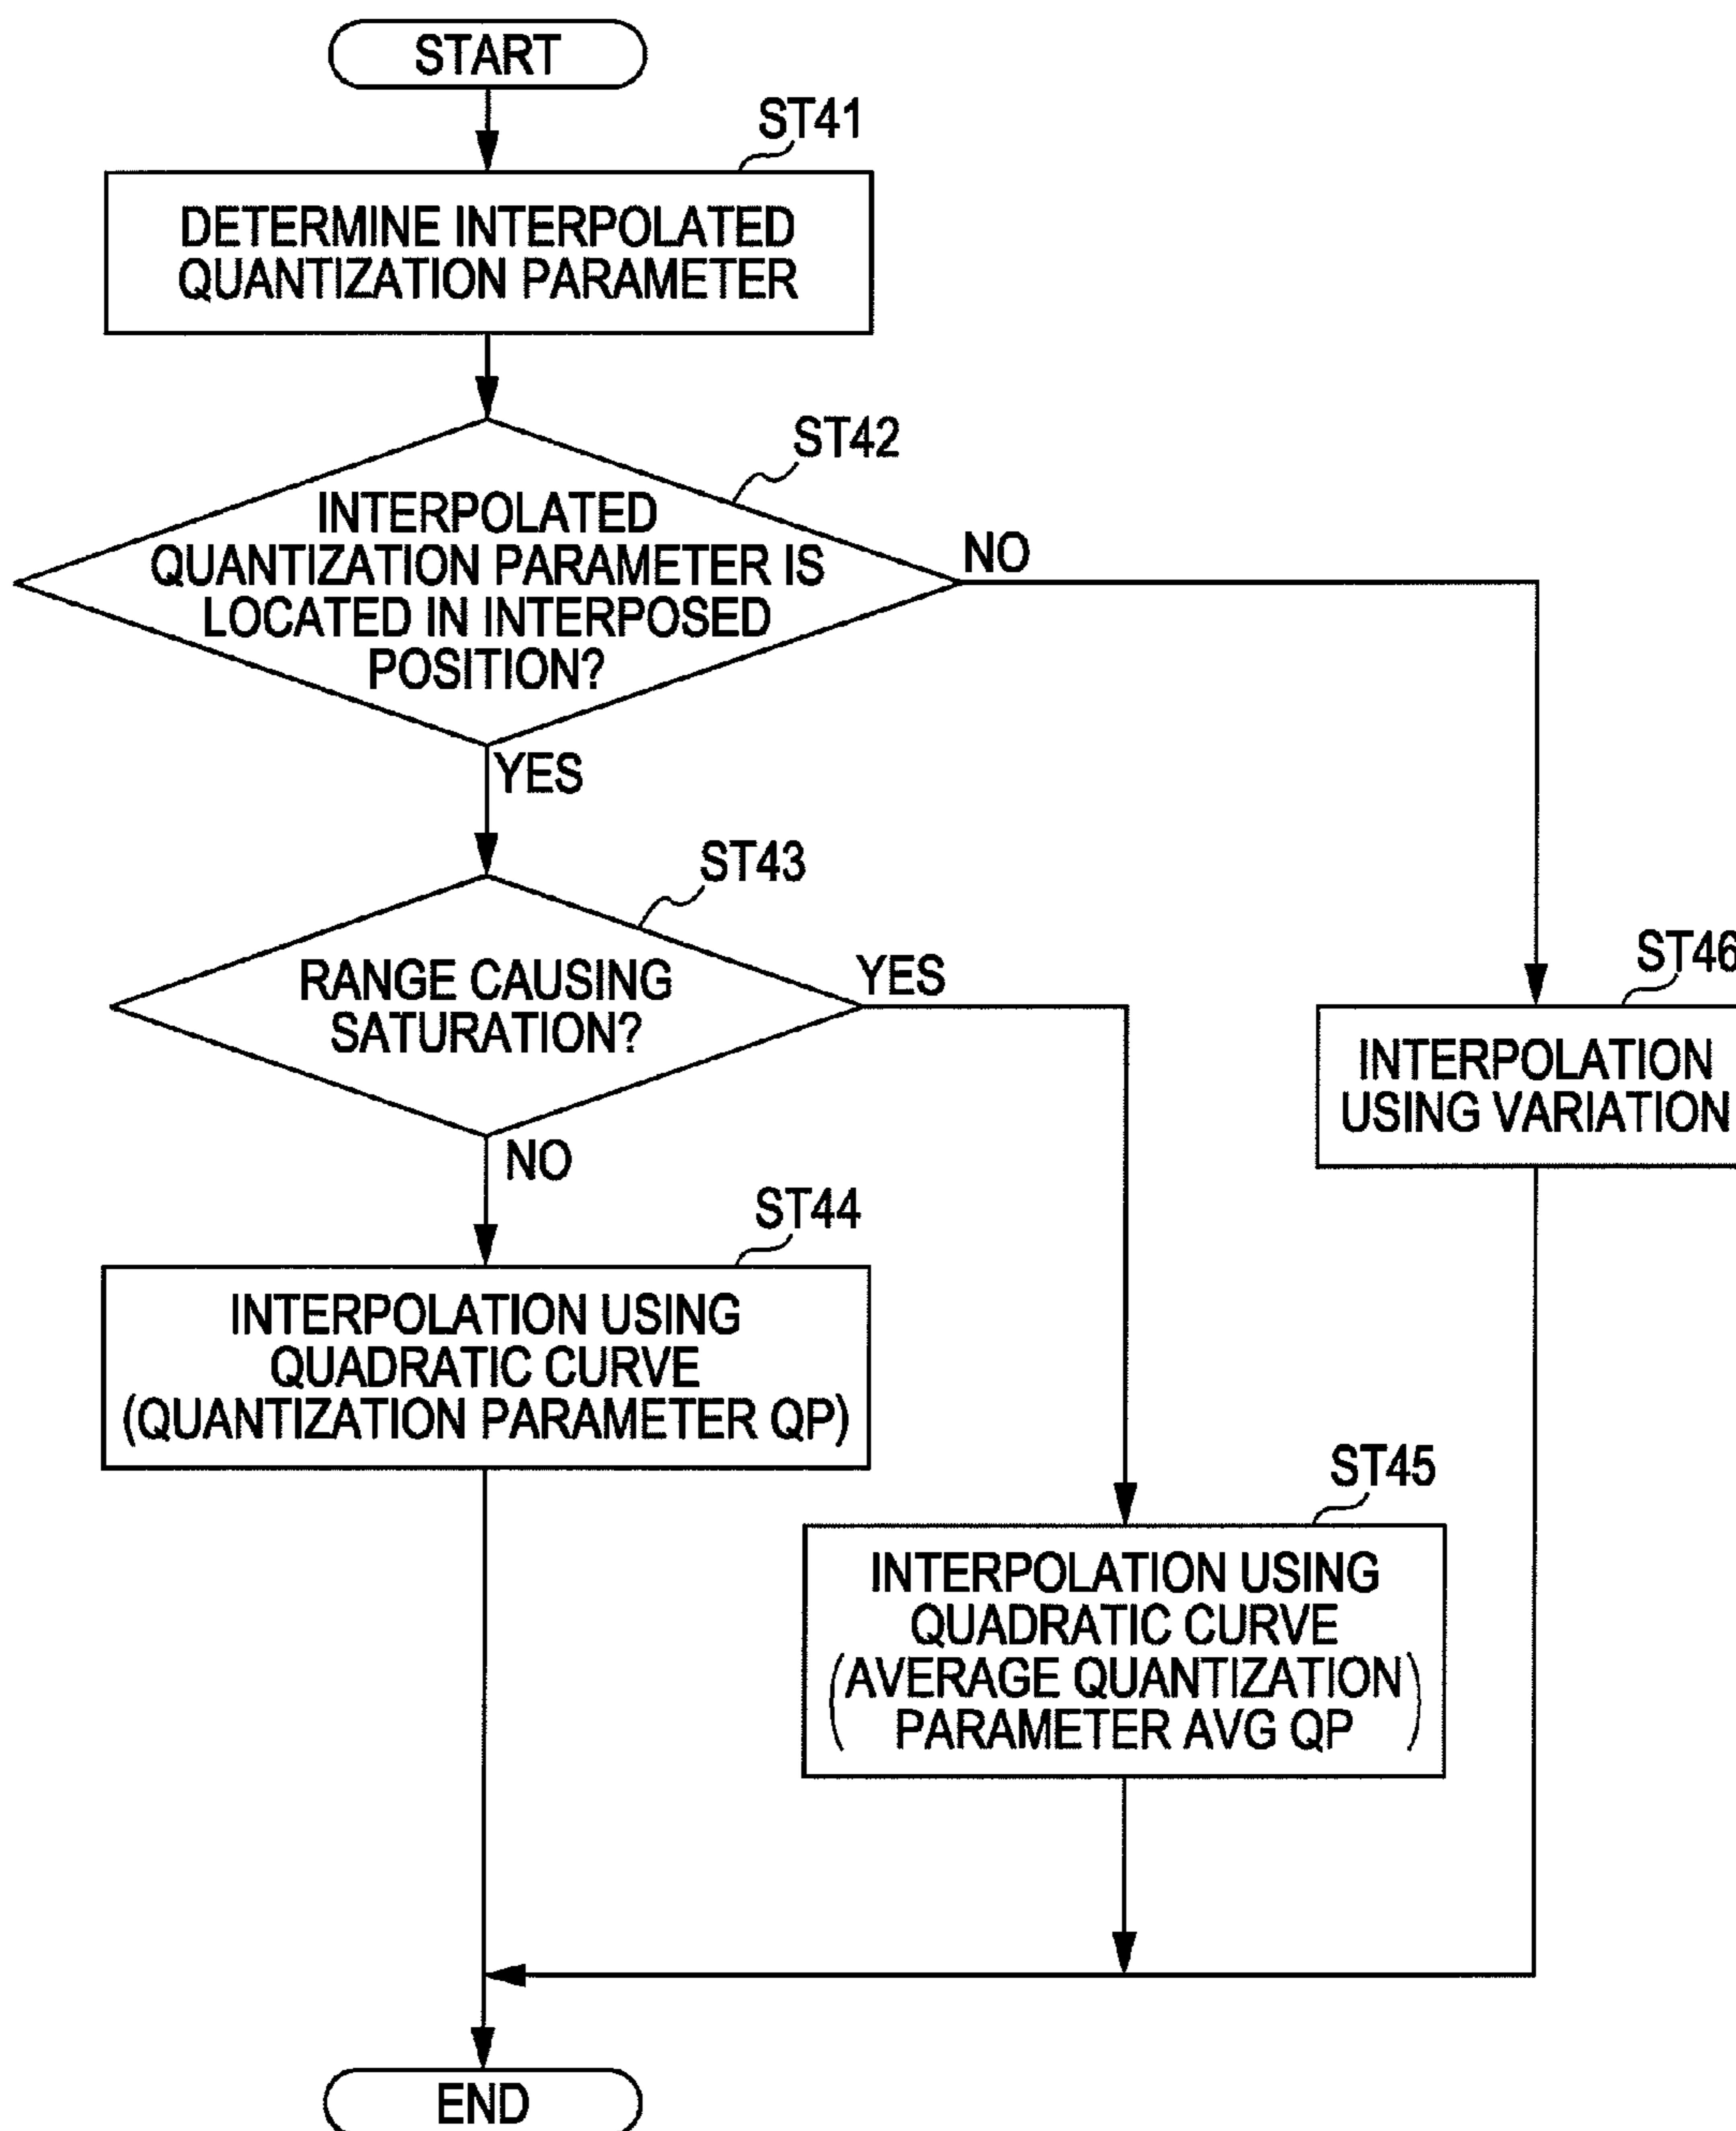 START
ST41
DETERMINE INTERPOLATED
QUANTIZATION PARAMETER
ST42
INTERPOLATED
QUANTIZATION PARAMETER IS
LOCATED IN INTERPOSED
POSITION?
NO
YES
ST43
RANGE CAUSING
SATURATION?
YES
NO
ST46
INTERPOLATION
USING VARIATION
ST44
INTERPOLATION USING
QUADRATIC CURVE
(QUANTIZATION PARAMETER QP)
ST45
INTERPOLATION USING
QUADRATIC CURVE
(AVERAGE QUANTIZATION
PARAMETER AVG QP)
END